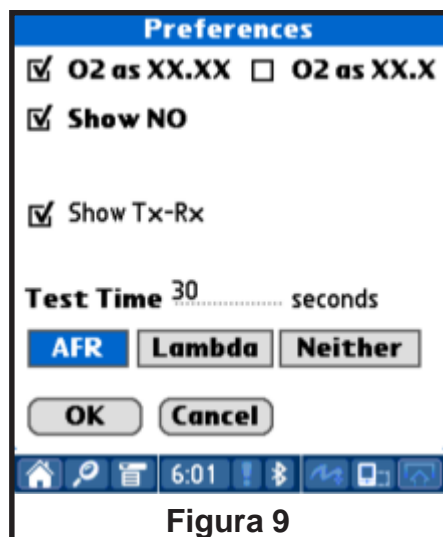 Preferences
O2 as XX.XX O2 as XX.X
Show NO
Show Tx-Rx
Test Time 30 seconds
AFR Lambda Neither
OK Cancel
6:01
Figura 9